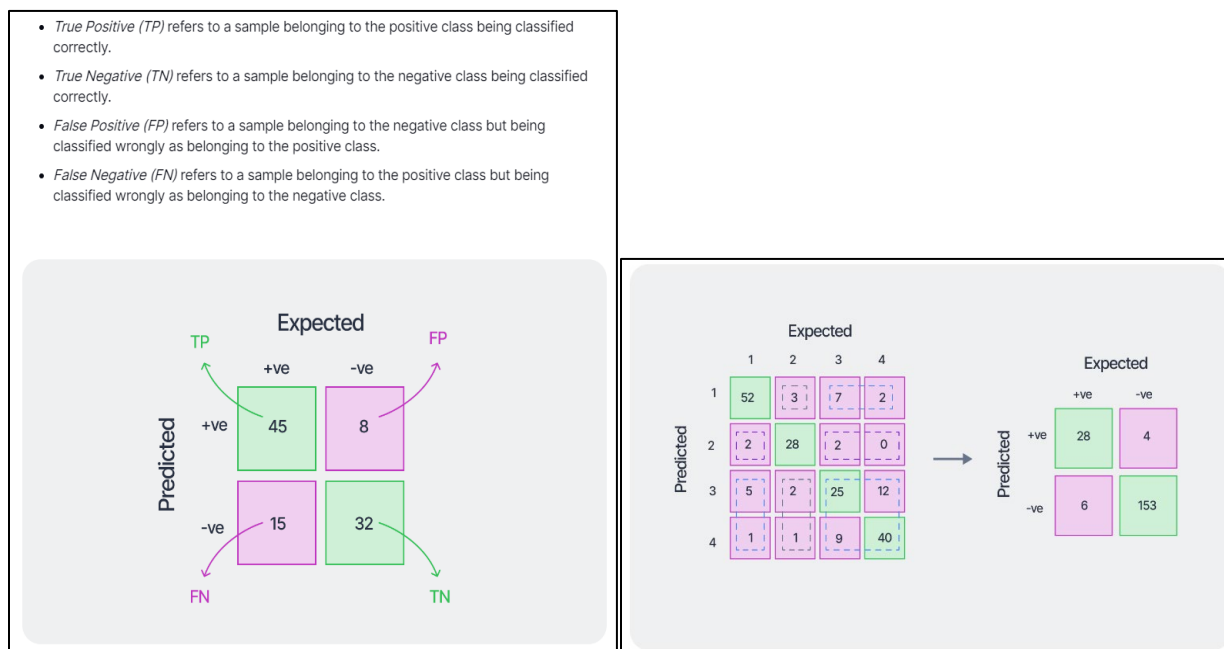 • True Positive (TP) refers to a sample belonging to the positive class being classified
correctly.
• True Negative (TN) refers to a sample belonging to the negative class being classified
correctly.
• False Positive (FP) refers to a sample belonging to the negative class but being
classified wrongly as belonging to the positive class.
• False Negative (FN) refers to a sample belonging to the positive class but being
classified wrongly as belonging to the negative class.
Expected
TP
FP
+ve -ve
Predicted
+ve 45 8
-ve 15 32
FN
TN
Expected
1 2 3 4
Predicted
1 52 3 7 2
2 2 28 2 0
3 5 2 25 12
4 1 1 9 40
Expected
+ve -ve
Predicted
+ve 28 4
-ve 6 153